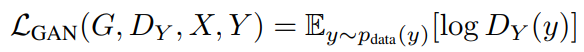 ℒ_GAN(G, D_Y, X, Y) = 𝔼_{y∼p_data(y)}[log D_Y(y)]